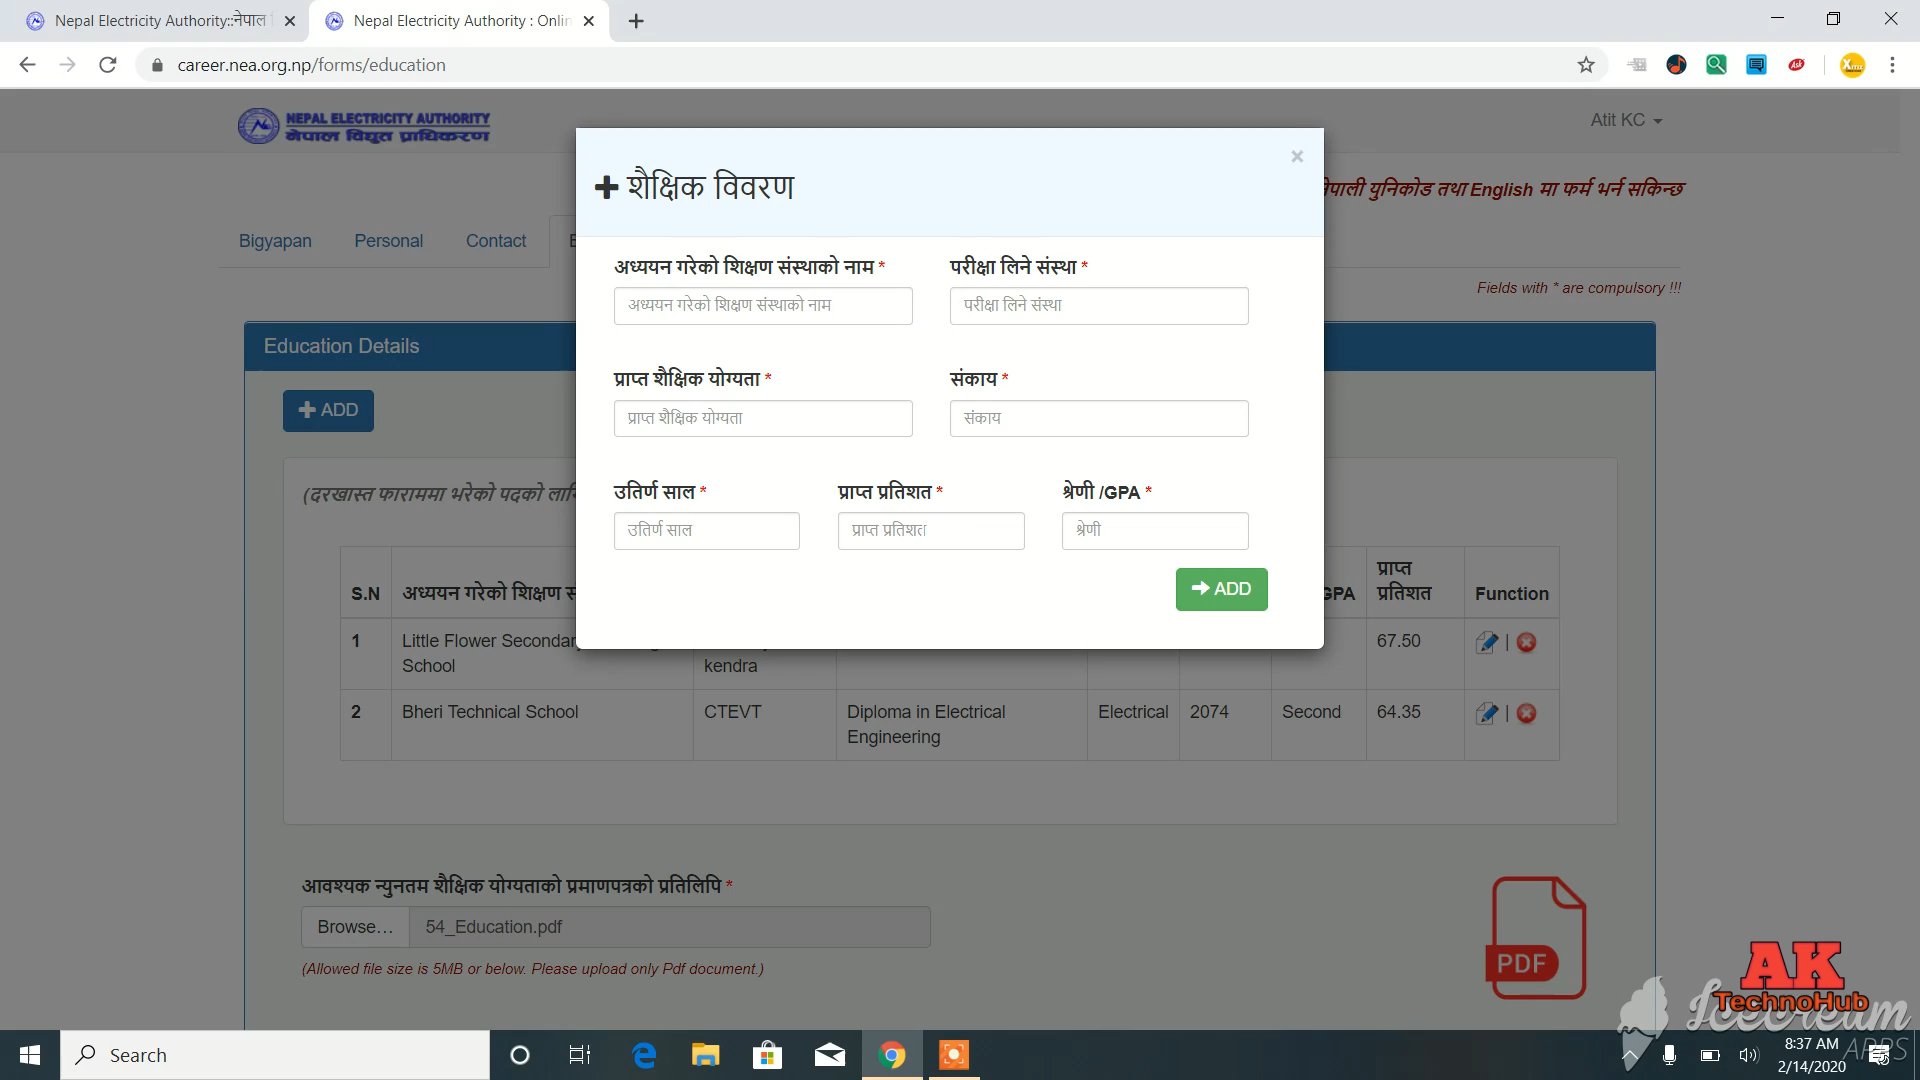 Nepal Electricity Authority::नेपाल
Nepal Electricity Authority : Onlin
career.nea.org.np/forms/education
NEPAL ELECTRICITY AUTHORITY
नेपाल विद्युत प्राधिकरण
Atit KC
शैक्षिक विवरण
×
नेपाली युनिकोड तथा English मा फर्म भर्न सकिन्छ
Bigyapan Personal Contact E
Fields with * are compulsory !!!
अध्ययन गरेको शिक्षण संस्थाको नाम * परीक्षा लिने संस्था *
अध्ययन गरेको शिक्षण संस्थाको नाम परीक्षा लिने संस्था
Education Details
प्राप्त शैक्षिक योग्यता * संकाय *
प्राप्त शैक्षिक योग्यता संकाय
ADD
उतिर्ण साल * प्राप्त प्रतिशत * श्रेणी /GPA *
(दरखास्त फाराममा भरेको पदको लागि
उतिर्ण साल प्राप्त प्रतिशत श्रेणी
ADD
S.N अध्ययन गरेको शिक्षण GPA प्राप्त प्रतिशत Function
1 Little Flower Secondary School kendra 67.50 |
2 Bheri Technical School CTEVT Diploma in Electrical Engineering Electrical 2074 Second 64.35 |
आवश्यक न्युनतम शैक्षिक योग्यताको प्रमाणपत्रको प्रतिलिपि *
Browse... 54_Education.pdf
(Allowed file size is 5MB or below. Please upload only Pdf document.)
PDF
AK
TechnoHub
Icecream
APPS
Search
8:37 AM
2/14/2020